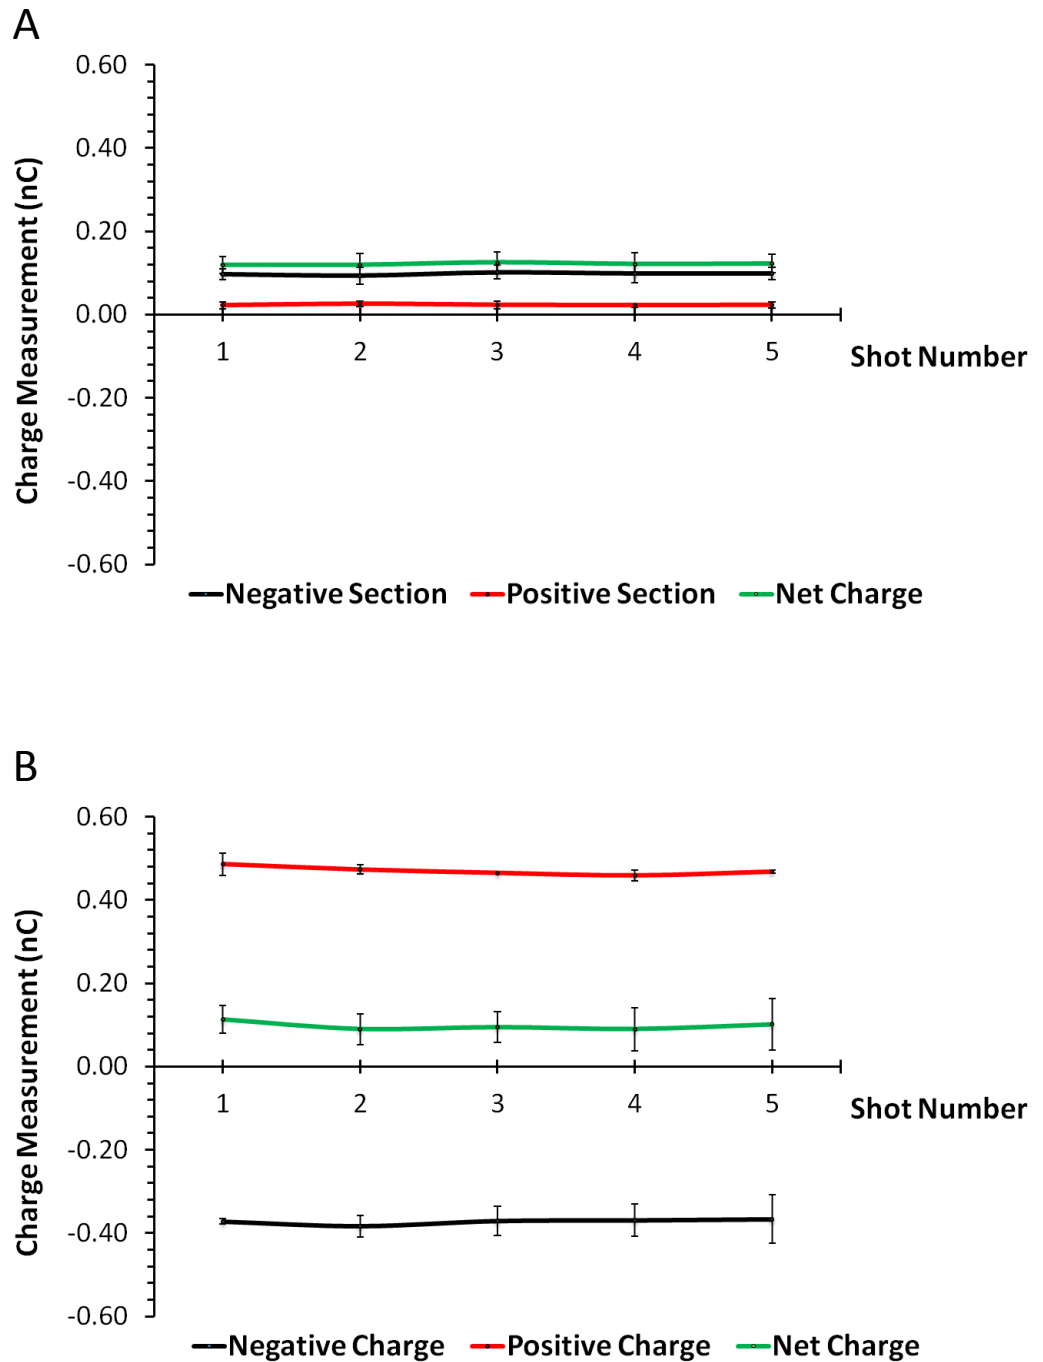 A
0.60
0.40
0.20
0.00
-0.20
-0.40
-0.60
Charge Measurement (nC)
1 2 3 4 5
Shot Number
Negative Section Positive Section Net Charge
B
0.60
0.40
0.20
0.00
-0.20
-0.40
-0.60
Charge Measurement (nC)
1 2 3 4 5
Shot Number
Negative Charge Positive Charge Net Charge